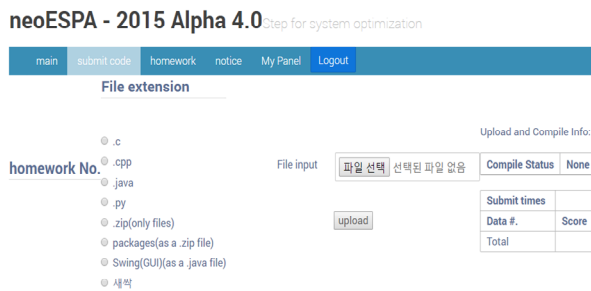 neoESPA - 2015 Alpha 4.0Ctep for system optimization
main submit code homework notice My Panel Logout
File extension
homework No.
.c
.cpp
.java
.py
.zip(only files)
packages(as a .zip file)
Swing(GUI)(as a .java file)
새싹
File input 파일 선택 선택된 파일 없음
upload
Upload and Compile Info:
Compile Status None
Submit times
Data #. Score
Total